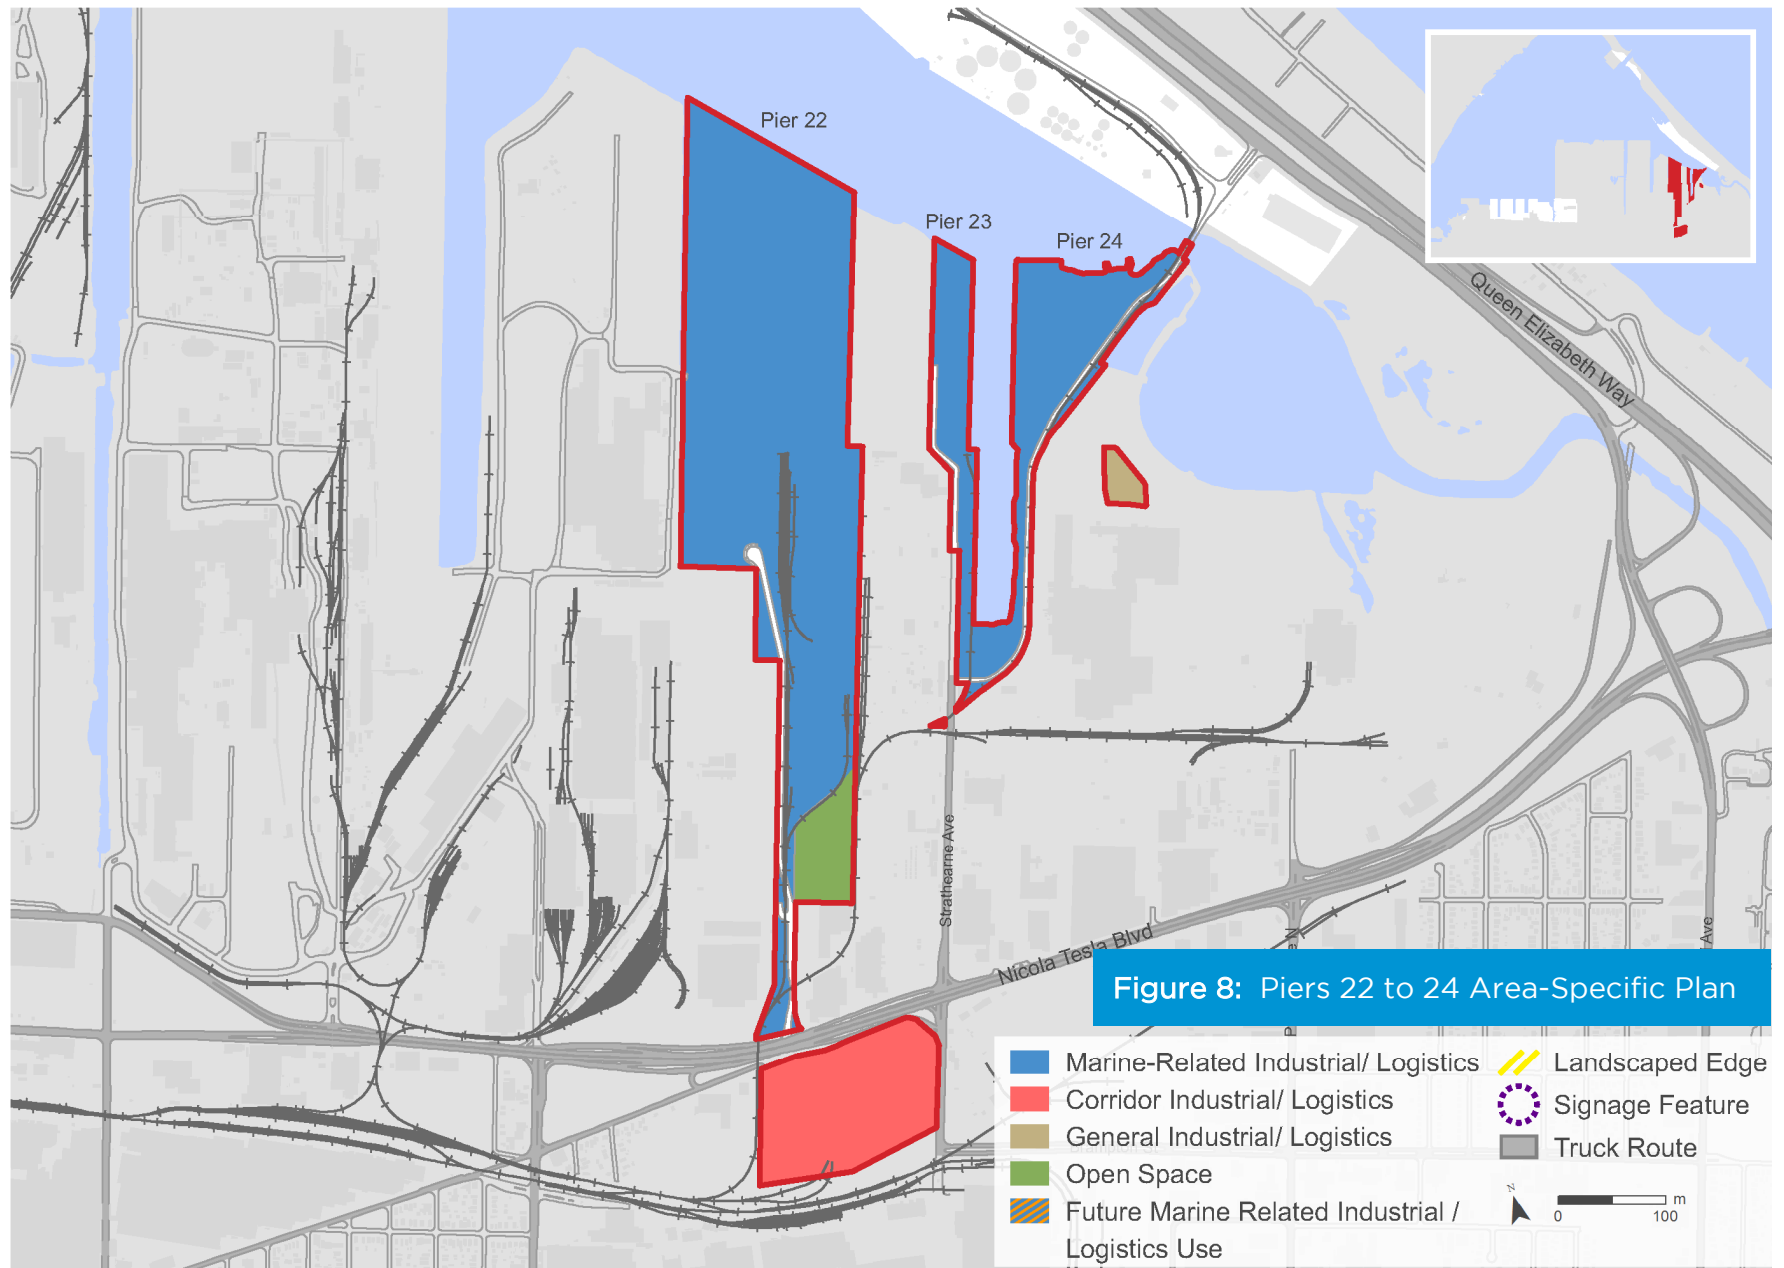 Pier 22
Pier 23
Pier 24
Queen Elizabeth Way
Strathearne Ave
Nicola Tesla Blvd
Ave
e N
P
Figure 8: Piers 22 to 24 Area-Specific Plan
Marine-Related Industrial/ Logistics
Corridor Industrial/ Logistics
General Industrial/ Logistics
Open Space
Future Marine Related Industrial /
Logistics Use
Landscaped Edge
Signage Feature
Truck Route
N
m
0 100